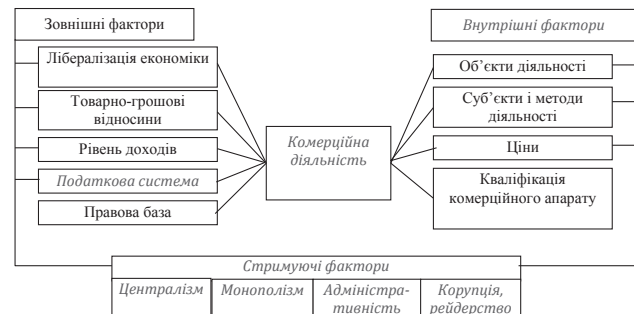 Зовнішні фактори
Лібералізація економіки
Товарно-грошові
відносини
Рівень доходів
Податкова система
Правова база
Комерційна
діяльність
Внутрішні фактори
Об’єкти діяльності
Суб’єкти і методи
діяльності
Ціни
Кваліфікація
комерційного апарату
Стримуючі фактори
Централізм
Монополізм
Адміністра-
тивність
Корупція,
рейдерство